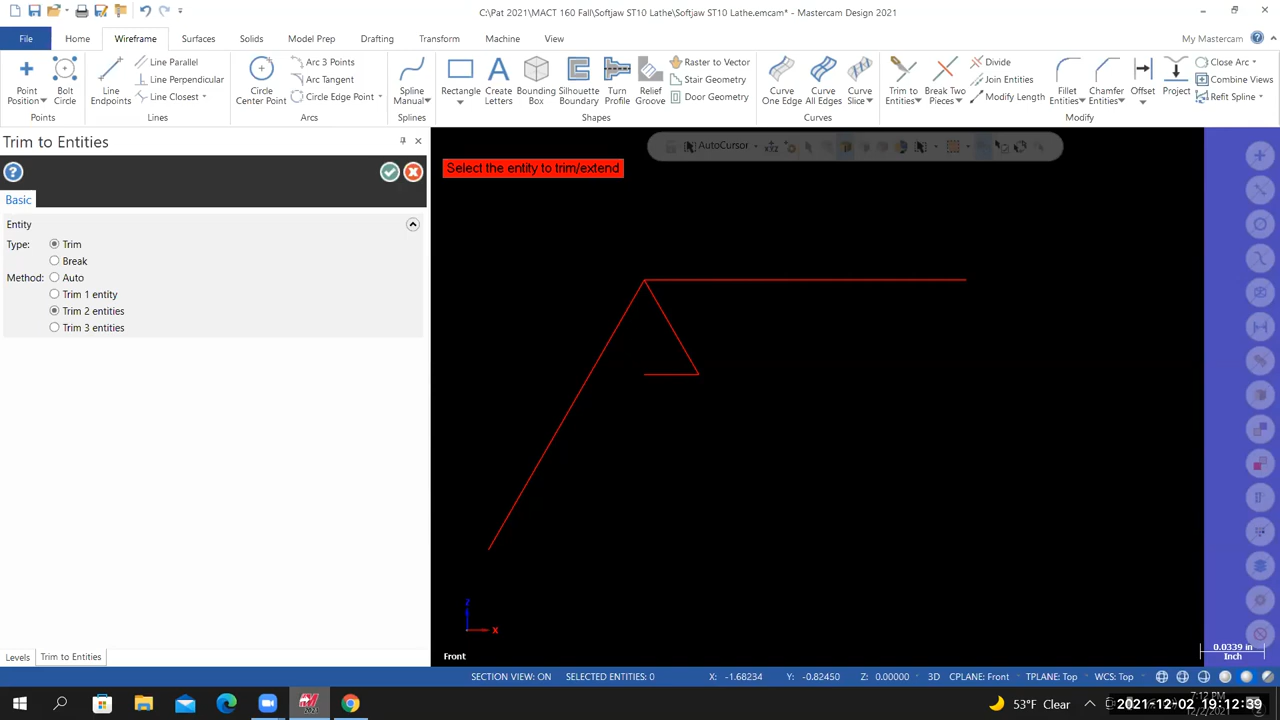 C:\Pat 2021\MACT 160 Fall\Softjaw ST10 Lathe\Softjaw ST10 Lathe.emcam* - Mastercam Design 2021
File Home Wireframe Surfaces Solids Model Prep Drafting Transform Machine View My Mastercam
Point Position
Bolt Circle
Points
Line Endpoints
Line Parallel
Line Perpendicular
Line Closest
Lines
Circle Center Point
Arc 3 Points
Arc Tangent
Circle Edge Point
Arcs
Spline Manual
Splines
Rectangle
Create Letters
Bounding Box
Silhouette Boundary
Turn Profile
Relief Groove
Raster to Vector
Stair Geometry
Door Geometry
Shapes
Curve One Edge
Curve All Edges
Curve Slice
Curves
Trim to Entities
Break Two Pieces
Divide
Join Entities
Modify Length
Fillet Entities
Chamfer Entities
Offset
Project
Close Arc
Combine Views
Refit Spline
Modify
Trim to Entities
Basic
Entity
Type: Trim
Break
Method: Auto
Trim 1 entity
Trim 2 entities
Trim 3 entities
AutoCursor
Select the entity to trim/extend
Z
X
Front
0.0339 in
Inch
Levels Trim to Entities
SECTION VIEW: ON SELECTED ENTITIES: 0 X: -1.68234 Y: -0.82450 Z: 0.00000 3D CPLANE: Front TPLANE: Top WCS: Top
53°F Clear
7:12 PM
2021-12-02 19:12:39
12/2/2021